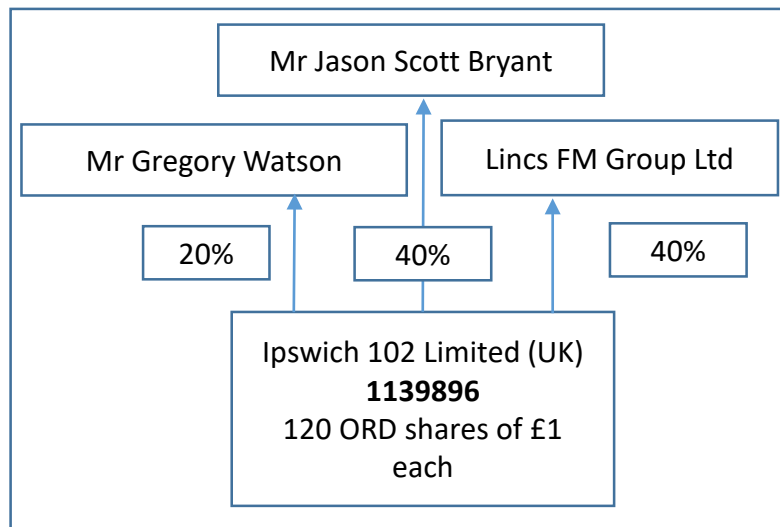 Mr Jason Scott Bryant
Mr Gregory Watson
Lincs FM Group Ltd
20%
40%
40%
Ipswich 102 Limited (UK)
1139896
120 ORD shares of £1
each